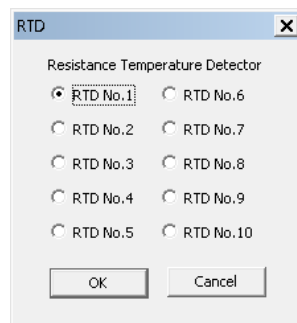 RTD
Resistance Temperature Detector
RTD No.1 RTD No.6
RTD No.2 RTD No.7
RTD No.3 RTD No.8
RTD No.4 RTD No.9
RTD No.5 RTD No.10
OK Cancel